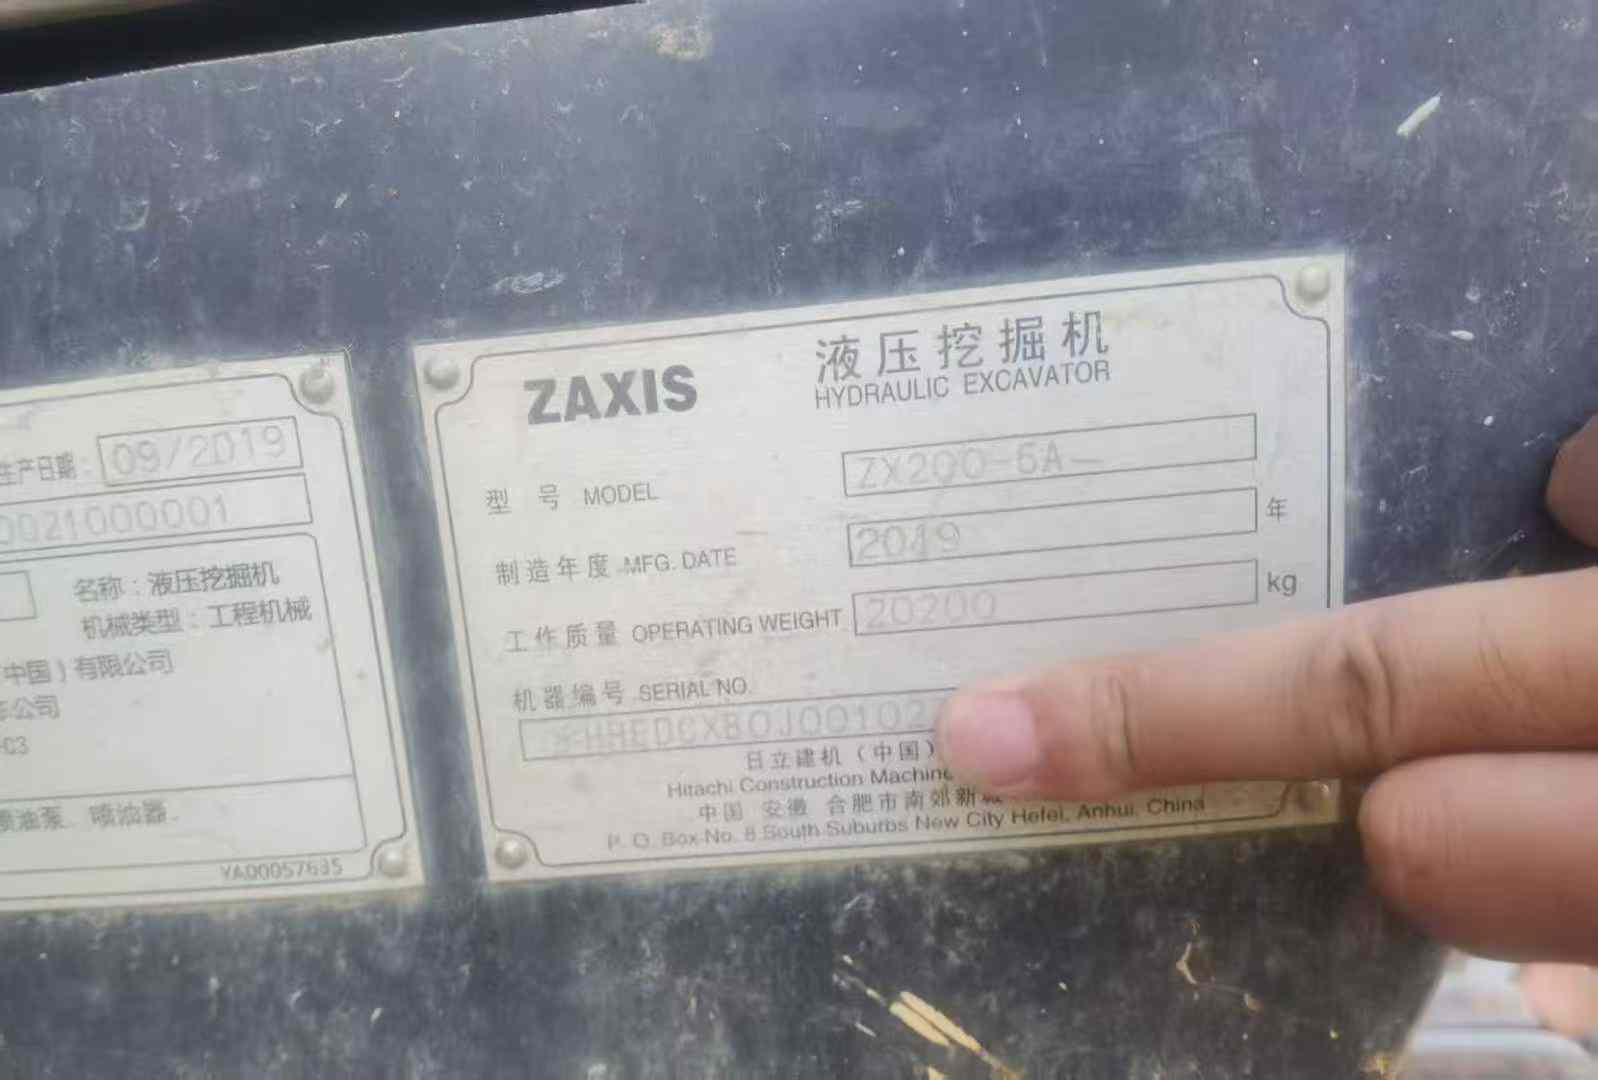 生产日期: 09/2019
0021000001
名称:液压挖掘机
机械类型:工程机械
(中国)有限公司
公司
-C3
喷油泵、喷油器.
YA00057635
ZAXIS
液压挖掘机
HYDRAULIC EXCAVATOR
型 号 MODEL ZX200-5A
制造年度 MFG. DATE 2019 年
工作质量 OPERATING WEIGHT 20200 kg
机器编号 SERIAL NO.
日立建机(中国)
Hitachi Construction
中国 安徽 合肥市南郊新
P. O. Box No. 8 South Suburbs New City Hefei, Anhui, China